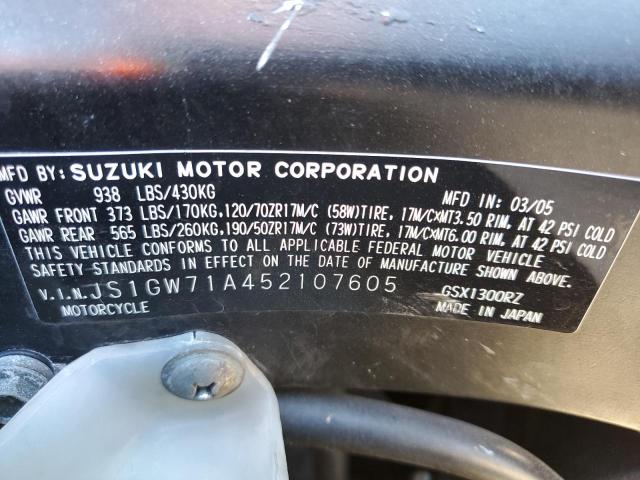 MFD BY: SUZUKI MOTOR CORPORATION
GVWR 938 LBS/430KG MFD IN: 03/05
GAWR FRONT 373 LBS/170KG,120/70ZR17M/C (58W)TIRE, 17M/C×MT3.50 RIM, AT 42 PSI COLD
GAWR REAR 565 LBS/260KG,190/50ZR17M/C (73W)TIRE, 17M/C×MT6.00 RIM, AT 42 PSI COLD
THIS VEHICLE CONFORMS TO ALL APPLICABLE FEDERAL MOTOR VEHICLE
SAFETY STANDARDS IN EFFECT ON THE DATE OF MANUFACTURE SHOWN ABOVE.
V.I.N. JS1GW71A452107605 GSX1300RZ
MOTORCYCLE MADE IN JAPAN